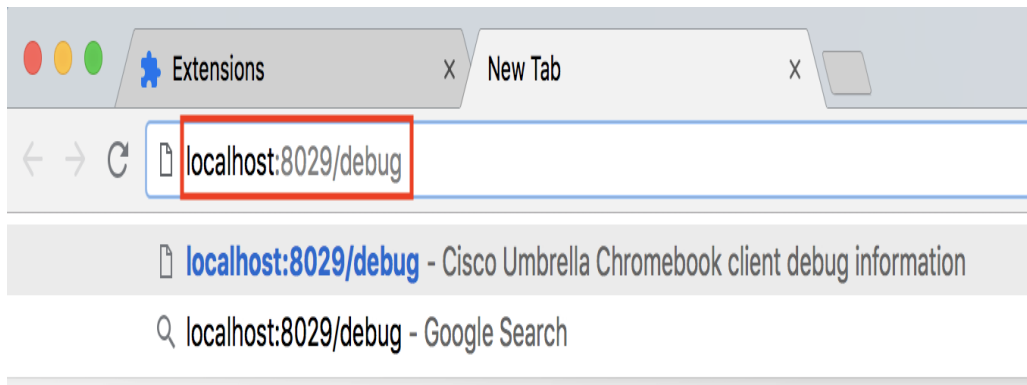 Extensions × New Tab ×
localhost:8029/debug
localhost:8029/debug - Cisco Umbrella Chromebook client debug information
localhost:8029/debug - Google Search